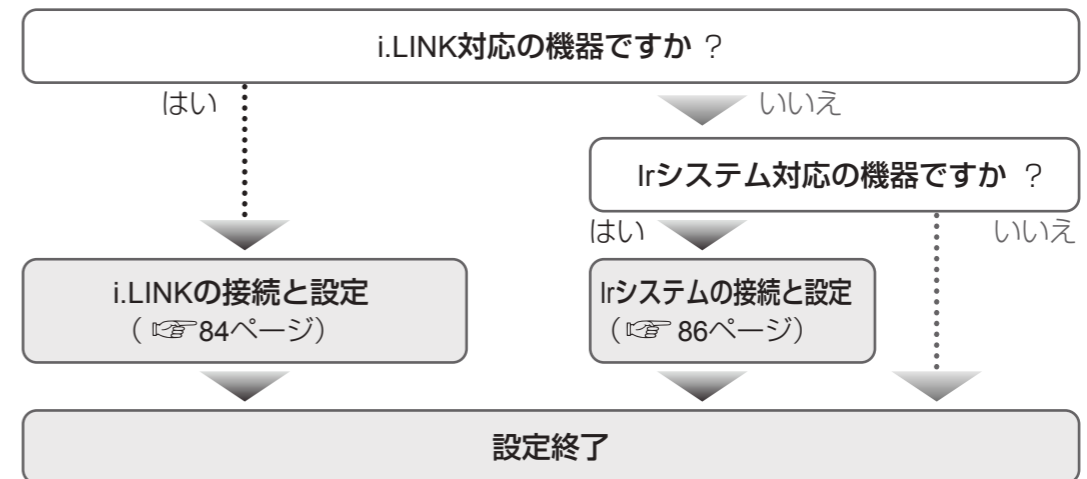 i.LINK対応の機器ですか ?
はい
いいえ
Irシステム対応の機器ですか ?
はい
いいえ
i.LINKの接続と設定
(☞84ページ)
Irシステムの接続と設定
(☞86ページ)
設定終了